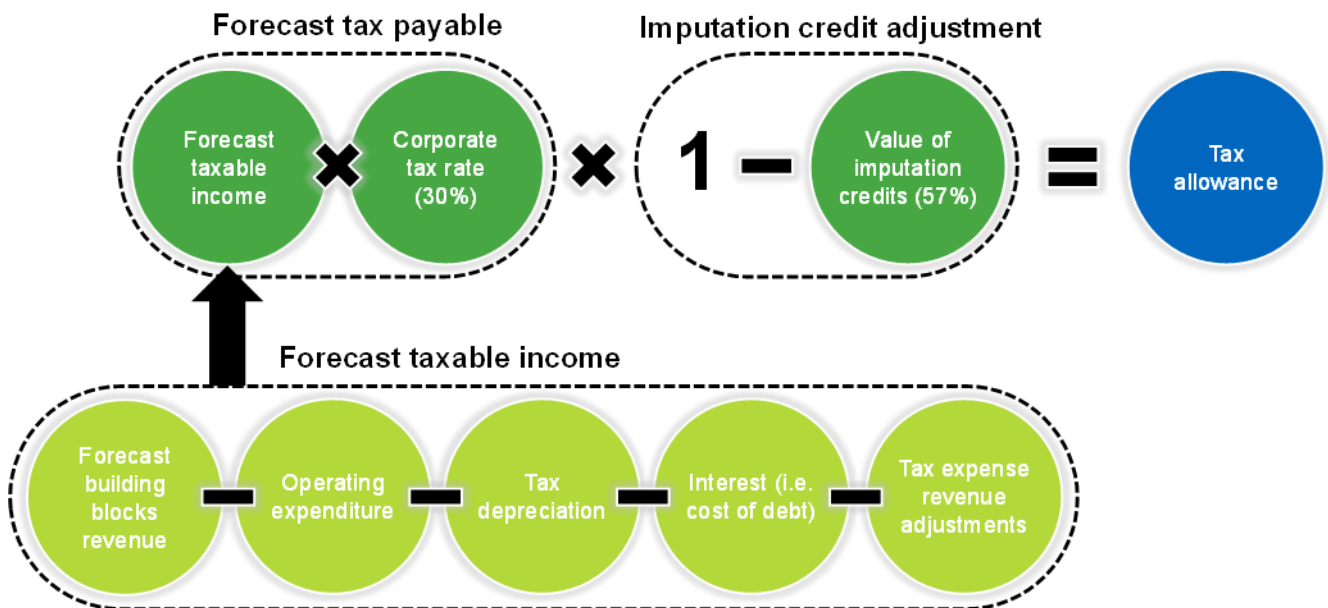 Forecast tax payable
Imputation credit adjustment
Forecast
taxable
income
Corporate
tax rate
(30%)
1
Value of
imputation
credits (57%)
=
Tax
allowance
Forecast taxable income
Forecast
building
blocks
revenue
Operating
expenditure
Tax
depreciation
Interest (i.e.
cost of debt)
Tax expense
revenue
adjustments